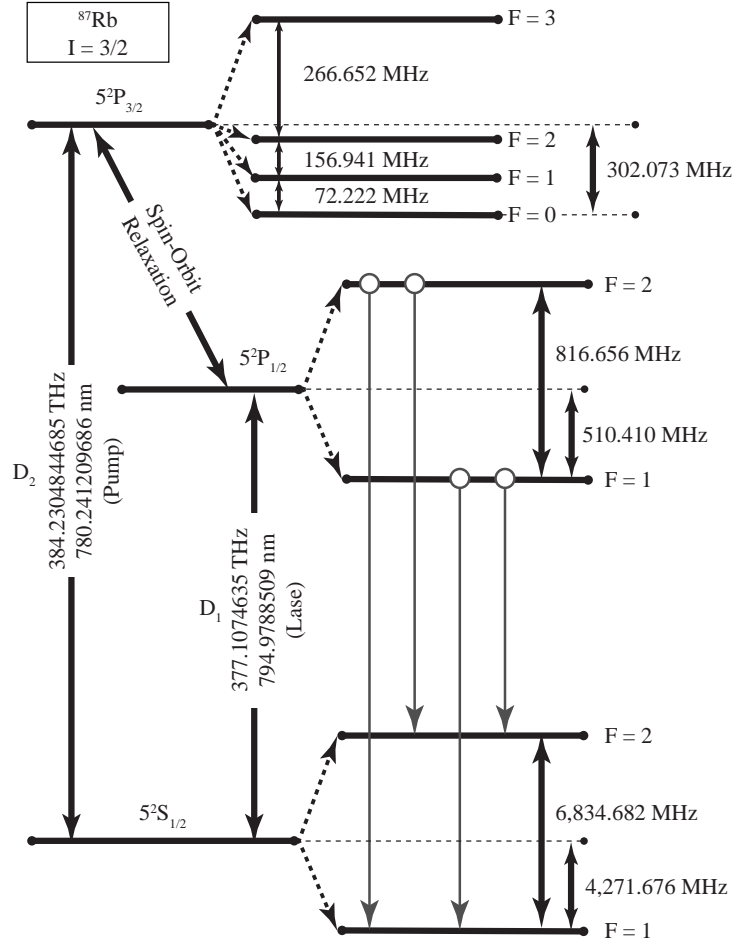 ⁸⁷Rb
I = 3/2
F = 3
266.652 MHz
5²P₃/₂
F = 2
156.941 MHz
302.073 MHz
F = 1
72.222 MHz
F = 0
Spin-Orbit
Relaxation
F = 2
5²P₁/₂
816.656 MHz
510.410 MHz
F = 1
D₂
384.2304844685 THz
780.241209686 nm
(Pump)
D₁
377.1074635 THz
794.9788509 nm
(Lase)
F = 2
5²S₁/₂
6,834.682 MHz
4,271.676 MHz
F = 1